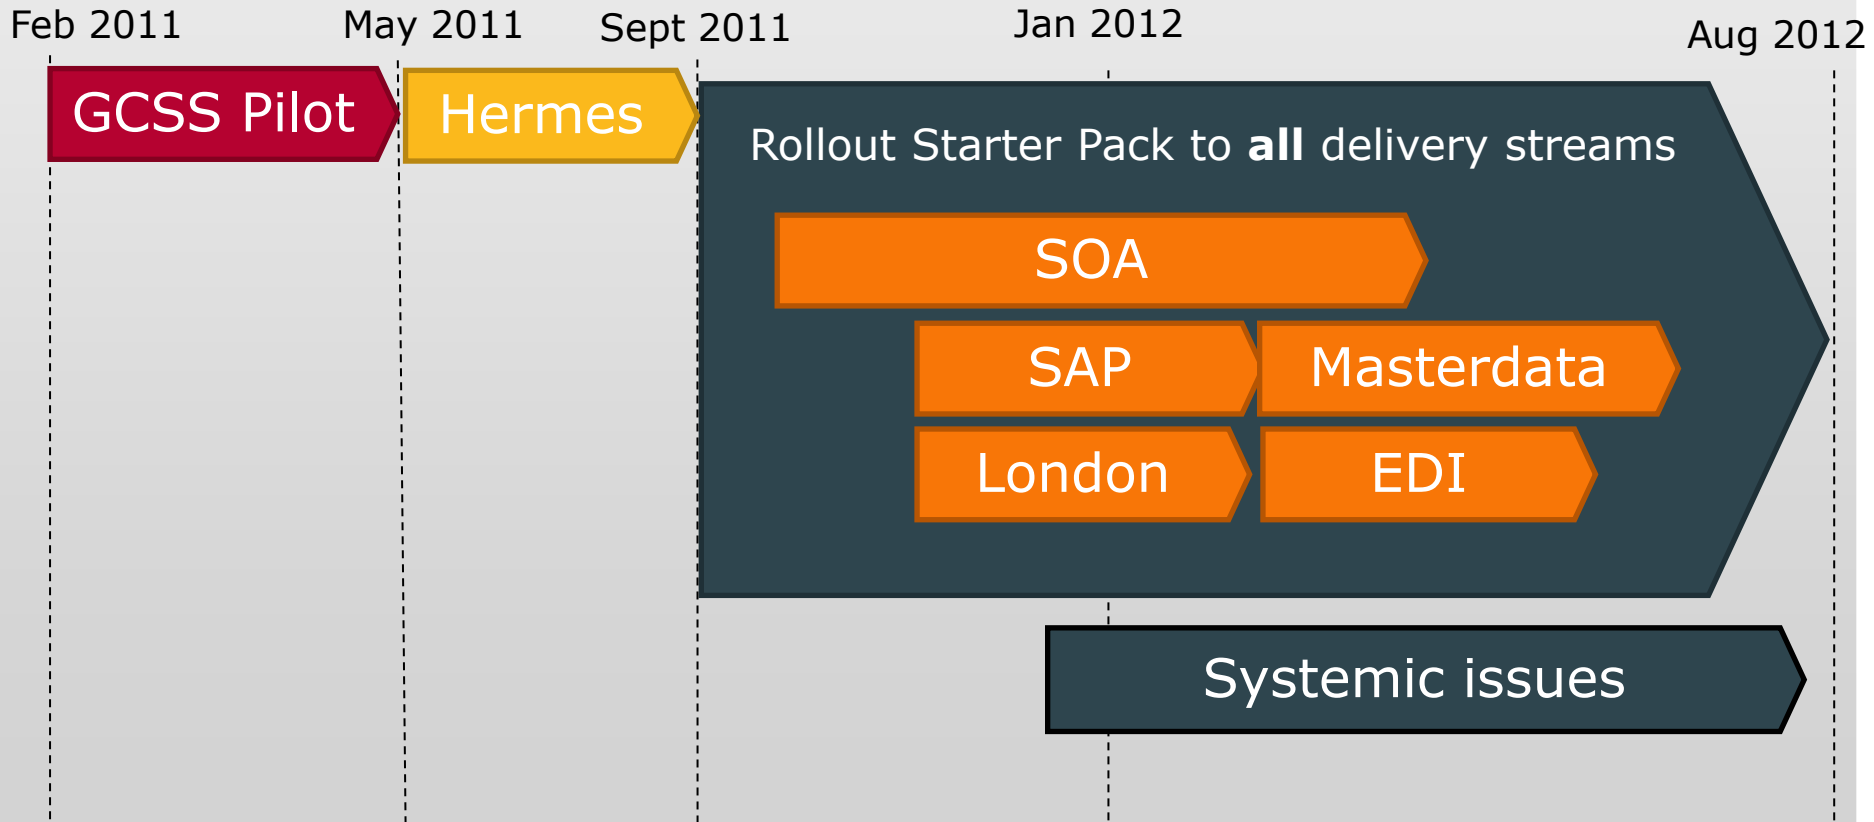 Feb 2011
May 2011
Sept 2011
Jan 2012
Aug 2012
GCSS Pilot
Hermes
Rollout Starter Pack to all delivery streams
SOA
SAP
Masterdata
London
EDI
Systemic issues